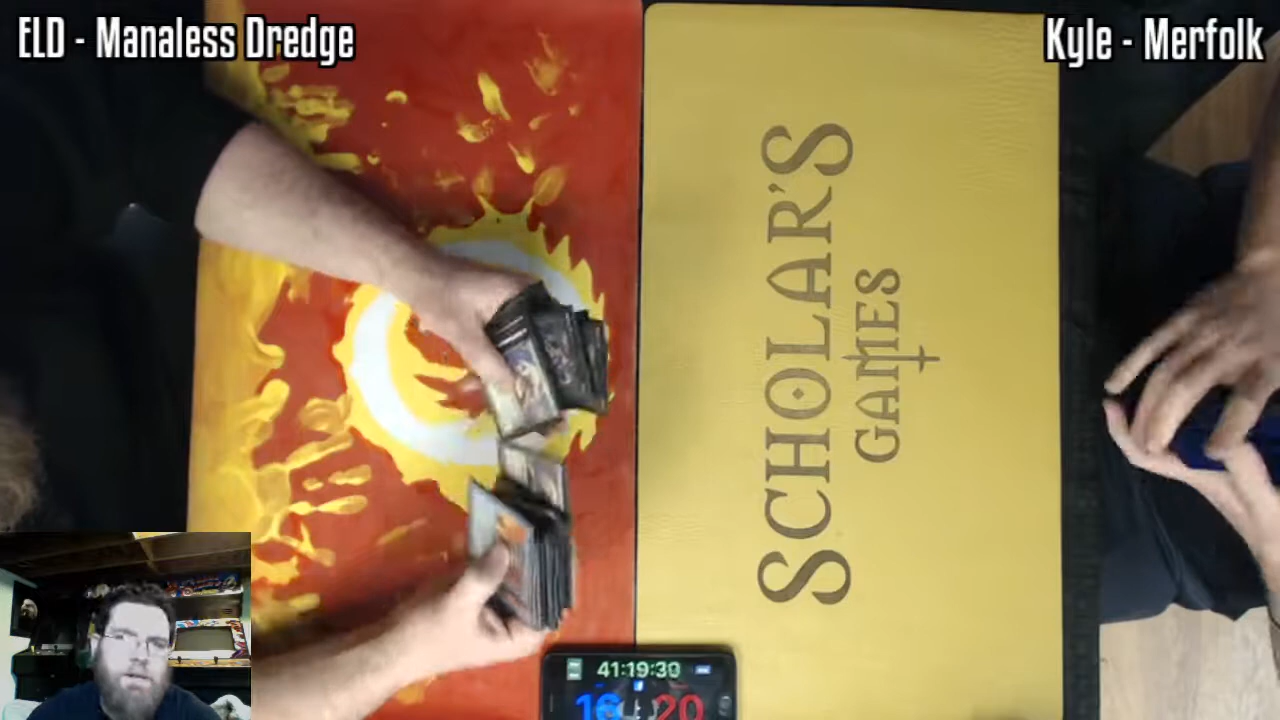 ELD - Manaless Dredge
Kyle - Merfolk
SCHOLAR'S
GAMES
41:19:30
16
20